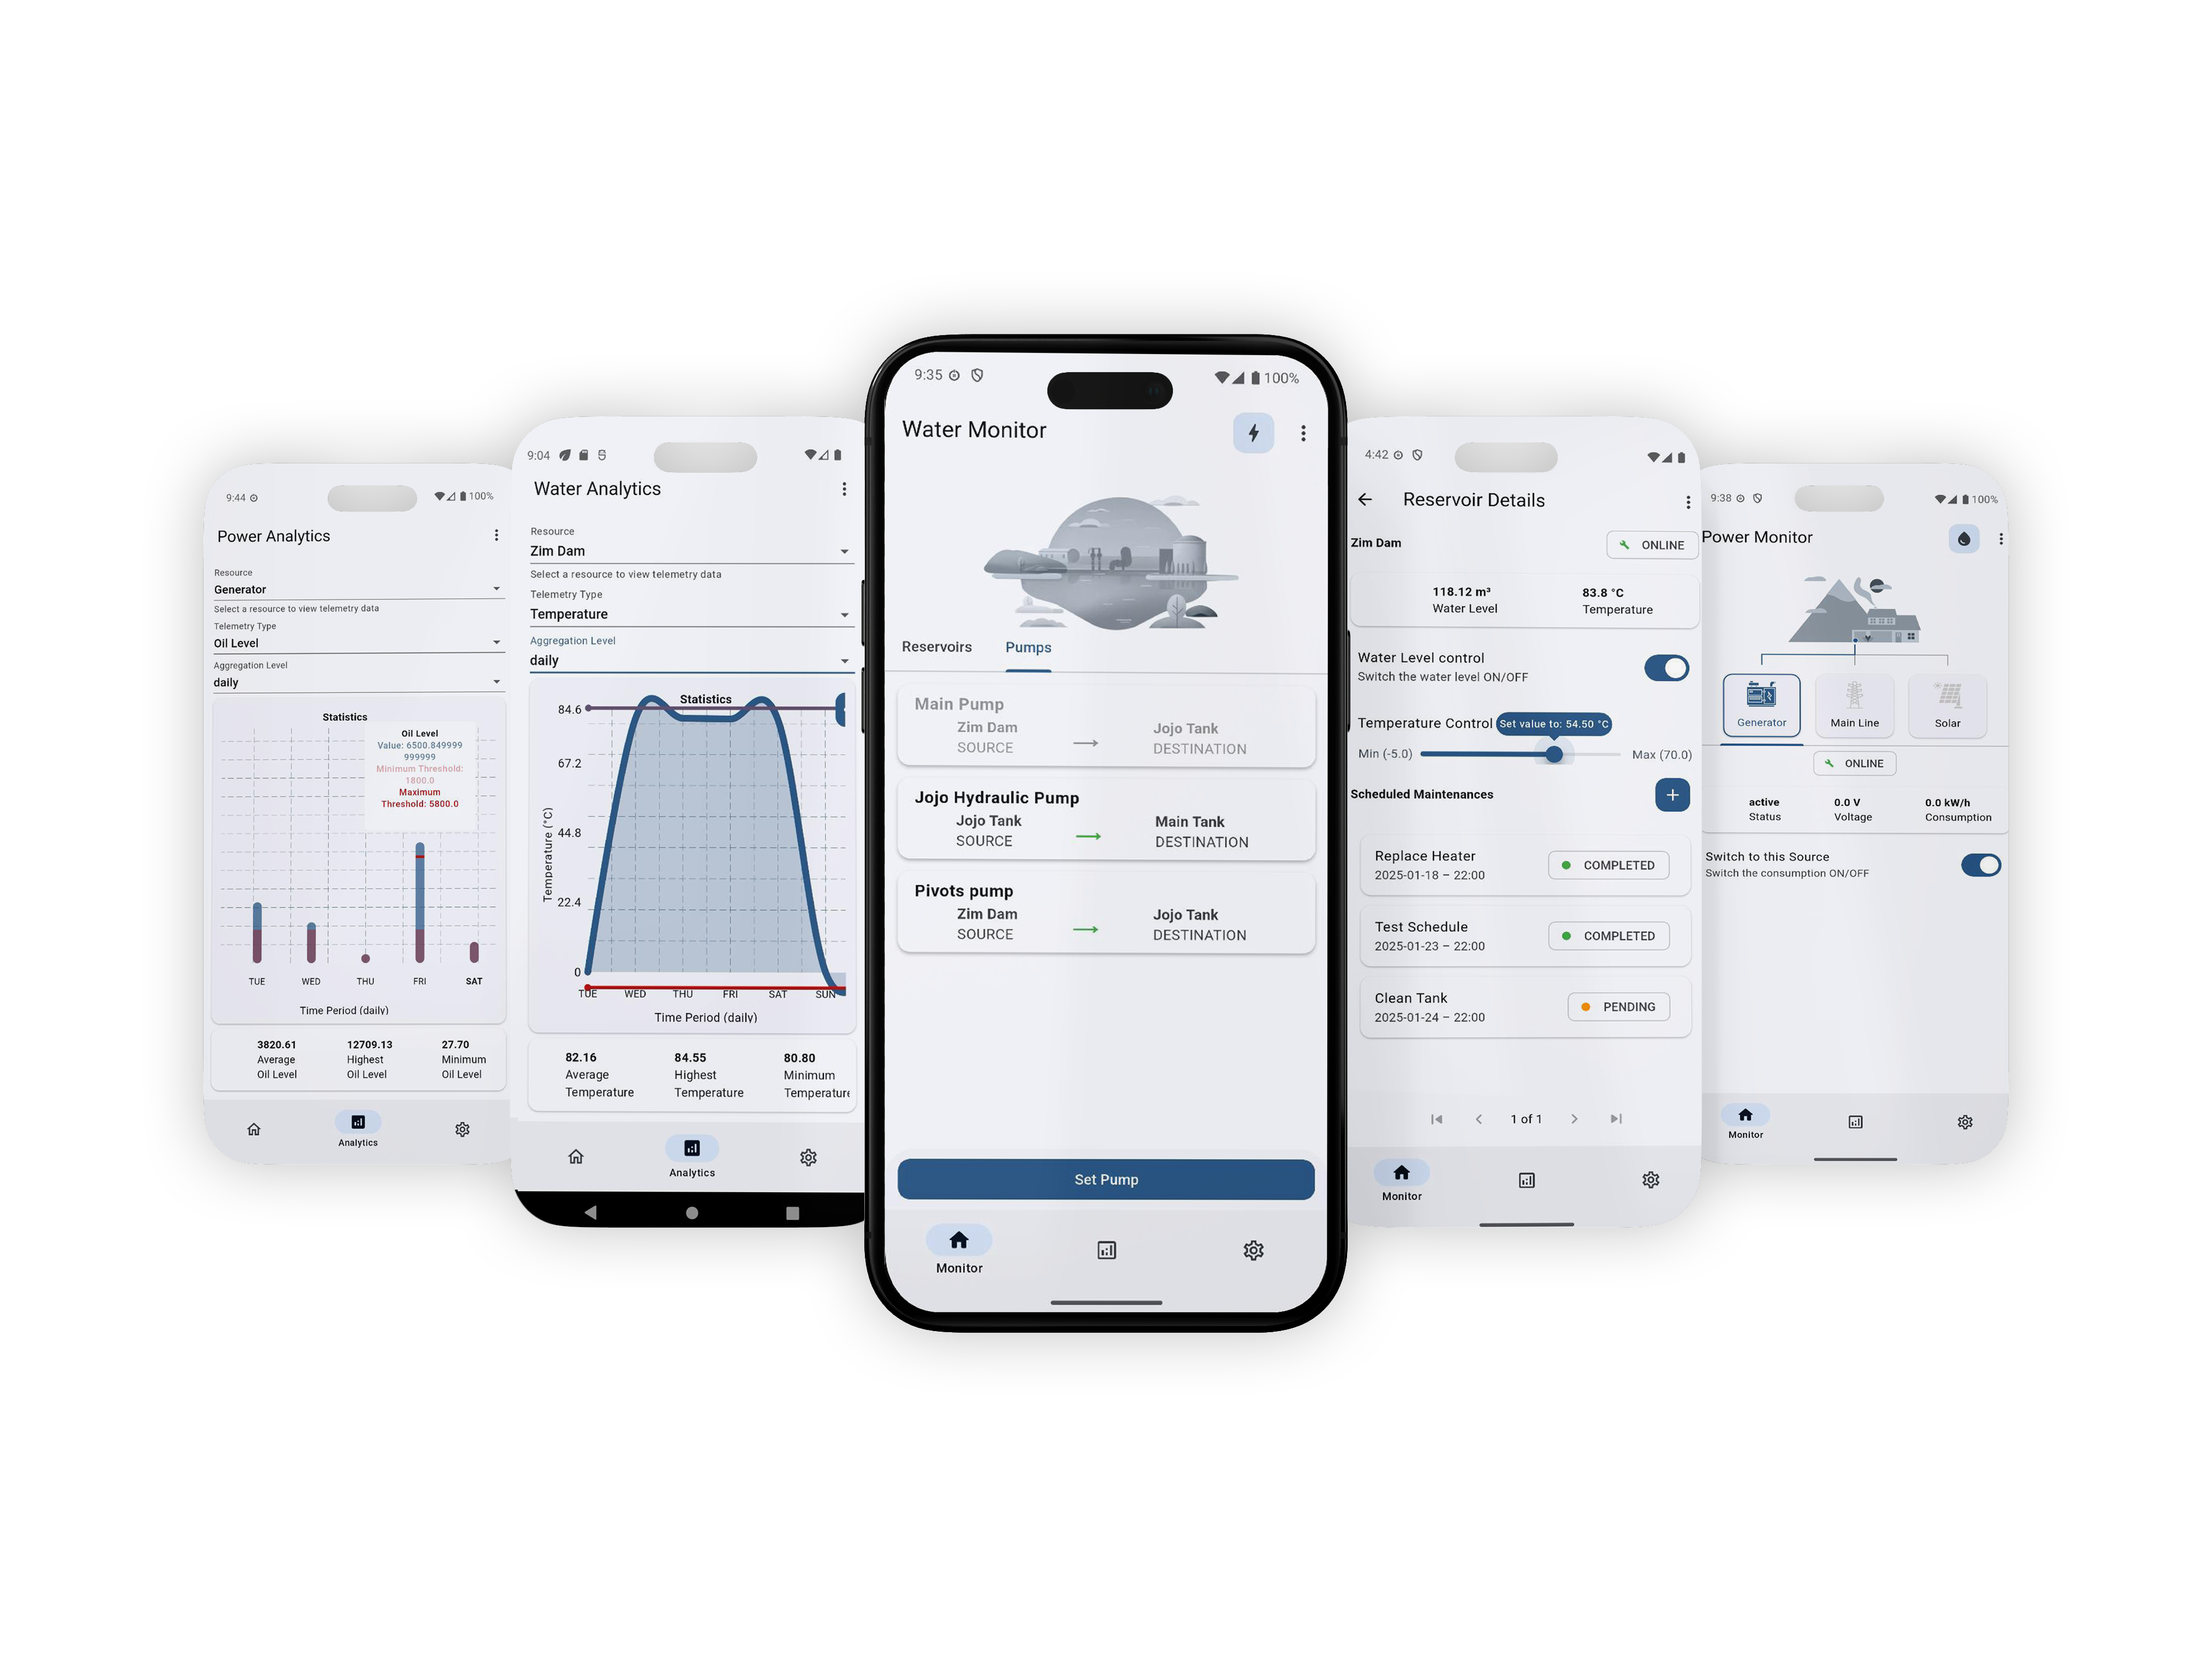 9:44
100%
Power Analytics
Resource
Generator
Select a resource to view telemetry data
Telemetry Type
Oil Level
Aggregation Level
daily
Statistics
Oil Level
Value: 6500.849999
999999
Minimum Threshold:
1800.0
Maximum
Threshold: 5800.0
TUE WED THU FRI SAT
Time Period (daily)
3820.61 12709.13 27.70
Average Highest Minimum
Oil Level Oil Level Oil Level
Analytics
9:04
Water Analytics
Resource
Zim Dam
Select a resource to view telemetry data
Telemetry Type
Temperature
Aggregation Level
daily
Statistics
84.6
67.2
44.8
22.4
0
Temperature (°C)
TUE WED THU FRI SAT SUN
Time Period (daily)
82.16 84.55 80.80
Average Highest Minimum
Temperature Temperature Temperature
Analytics
9:35
100%
Water Monitor
Reservoirs Pumps
Main Pump
Zim Dam Jojo Tank
SOURCE → DESTINATION
Jojo Hydraulic Pump
Jojo Tank Main Tank
SOURCE → DESTINATION
Pivots pump
Zim Dam Jojo Tank
SOURCE → DESTINATION
Set Pump
Monitor
4:42
Reservoir Details
Zim Dam ONLINE
118.12 m³ 83.8 °C
Water Level Temperature
Water Level control
Switch the water level ON/OFF
Temperature Control Set value to: 54.50 °C
Min (-5.0) Max (70.0)
Scheduled Maintenances +
Replace Heater
2025-01-18 – 22:00
COMPLETED
Test Schedule
2025-01-23 – 22:00
COMPLETED
Clean Tank
2025-01-24 – 22:00
PENDING
1 of 1
Monitor
9:38
100%
Power Monitor
Generator Main Line Solar
ONLINE
active 0.0 V 0.0 kW/h
Status Voltage Consumption
Switch to this Source
Switch the consumption ON/OFF
Monitor